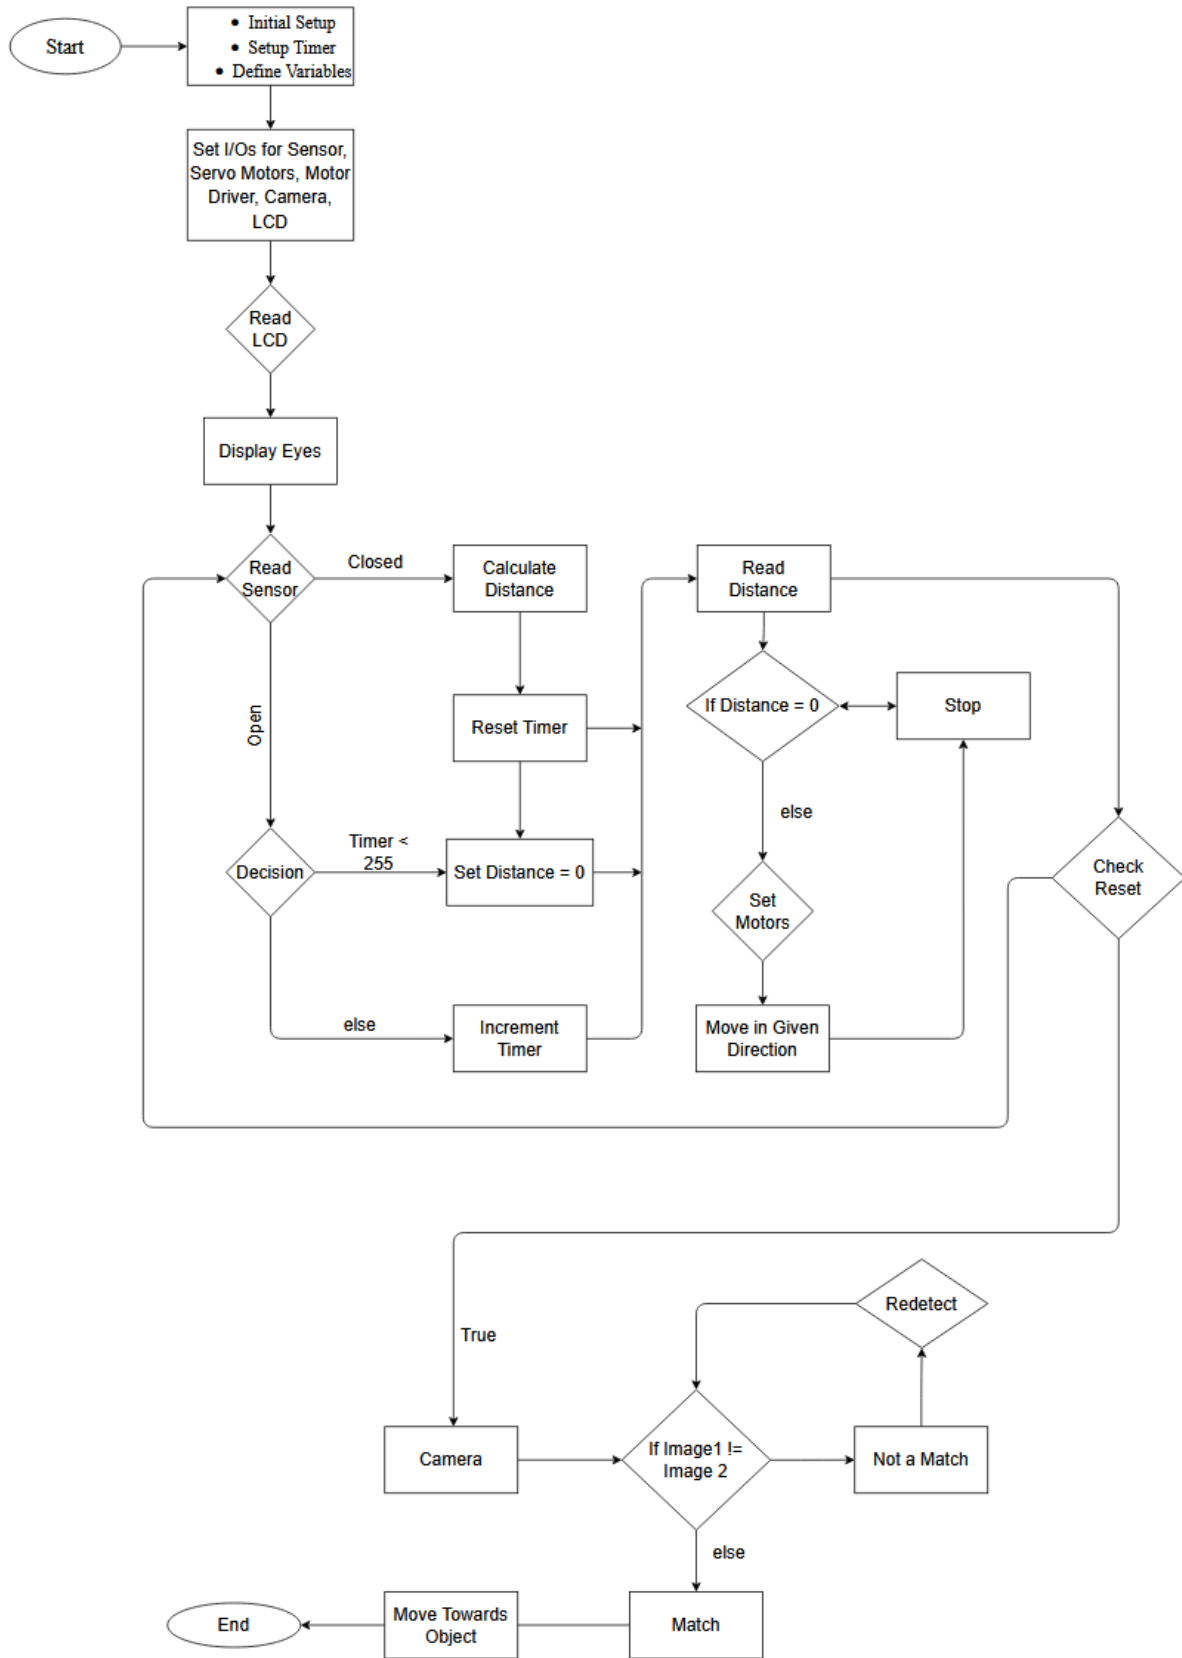 Start
• Initial Setup
• Setup Timer
• Define Variables
Set I/Os for Sensor,
Servo Motors, Motor
Driver, Camera,
LCD
Read
LCD
Display Eyes
Read
Sensor
Closed
Calculate
Distance
Read
Distance
If Distance = 0
Stop
Open
Reset Timer
else
Timer <
255
Decision
Set Distance = 0
Check
Reset
Set
Motors
else
Increment
Timer
Move in Given
Direction
Redetect
True
Camera
If Image1 !=
Image 2
Not a Match
else
End
Move Towards
Object
Match